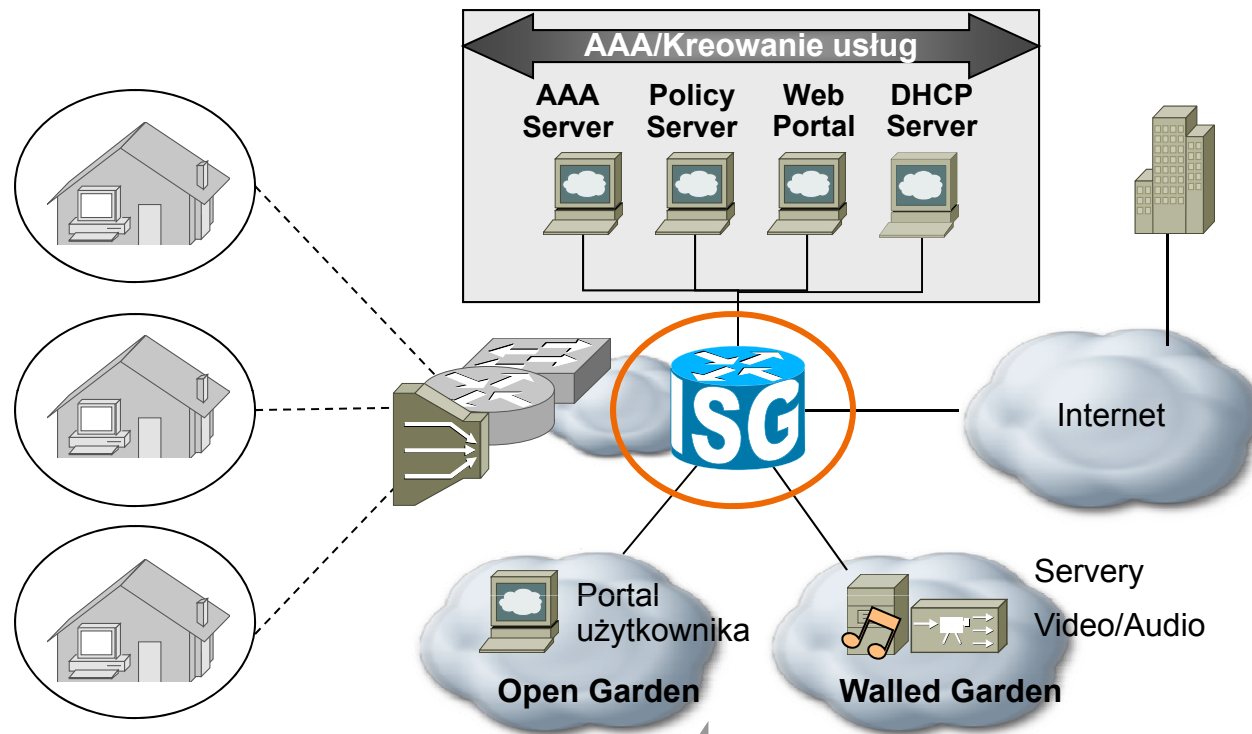 AAA/Kreowanie usług
AAA
Server
Policy
Server
Web
Portal
DHCP
Server
ISG
Internet
Portal
użytkownika
Open Garden
Servery
Video/Audio
Walled Garden